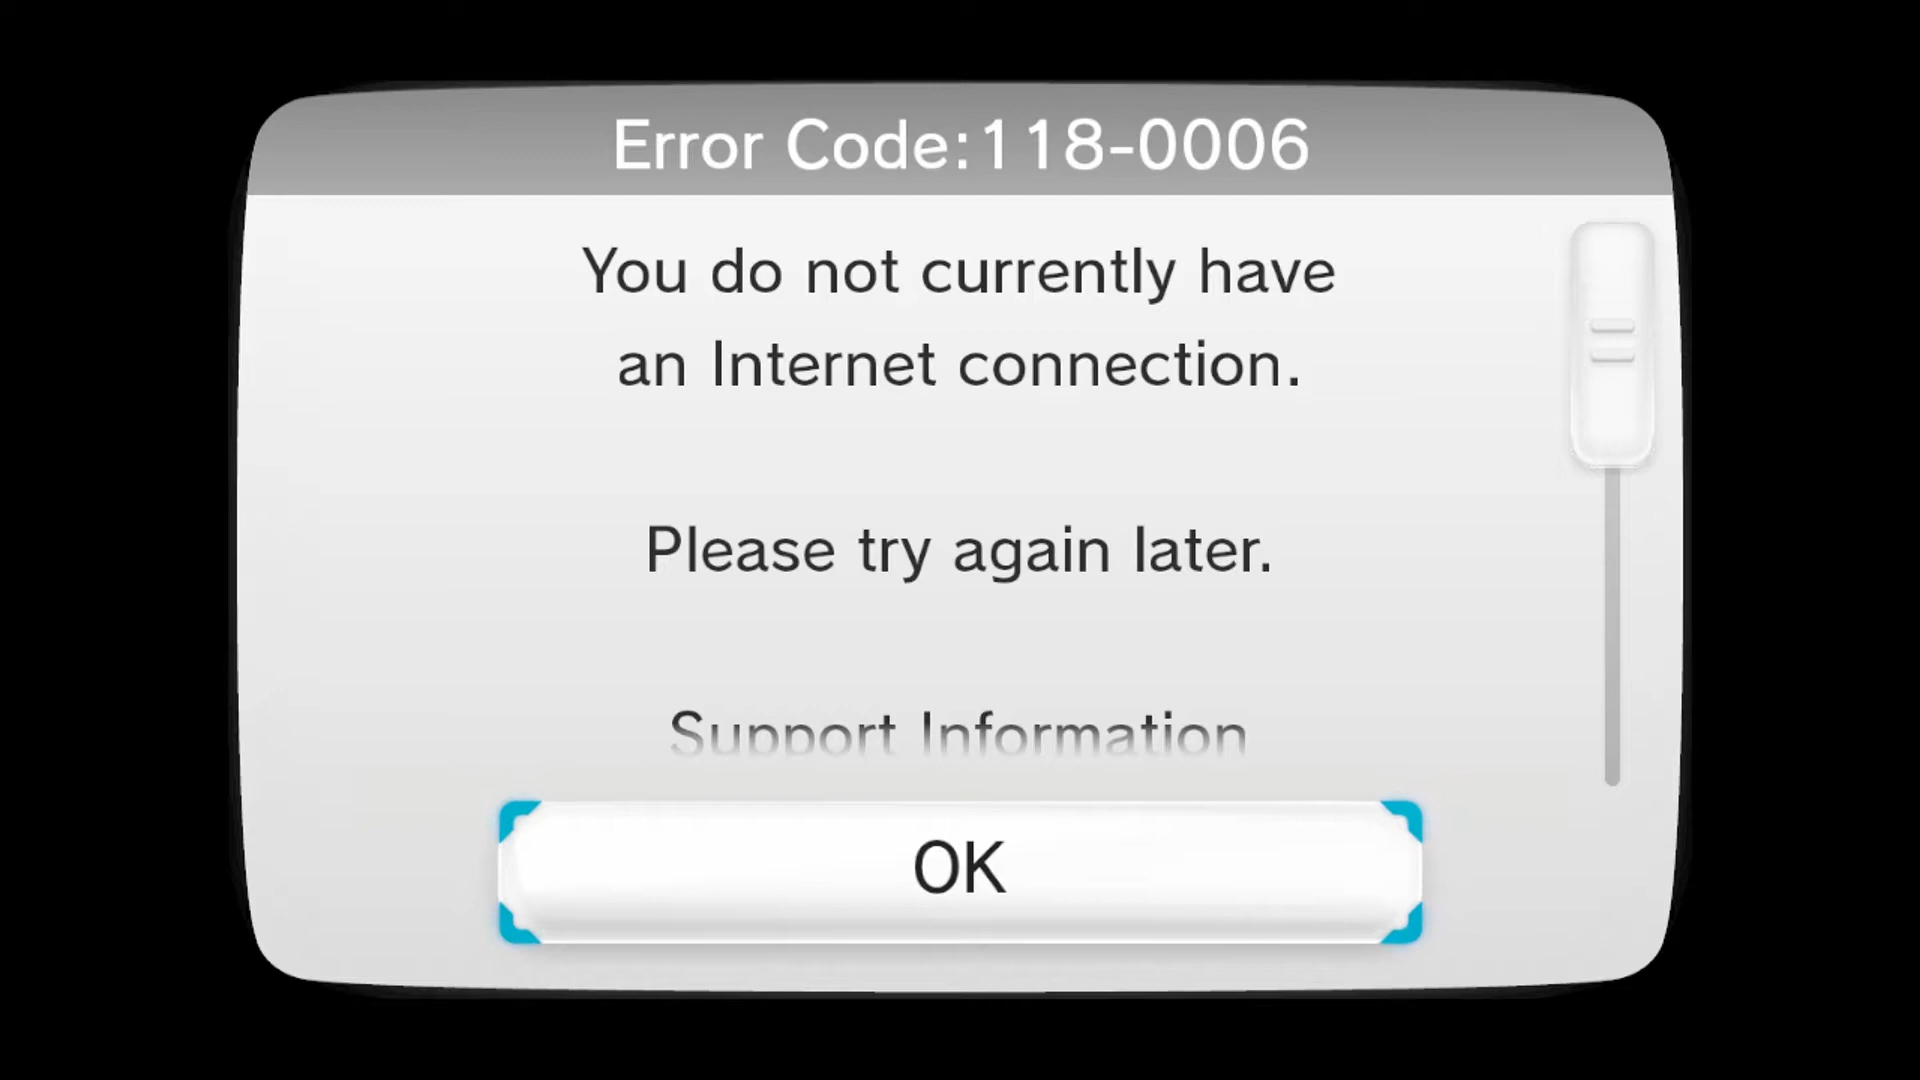 Error Code:118-0006
You do not currently have
an Internet connection.
Please try again later.
Support Information
OK